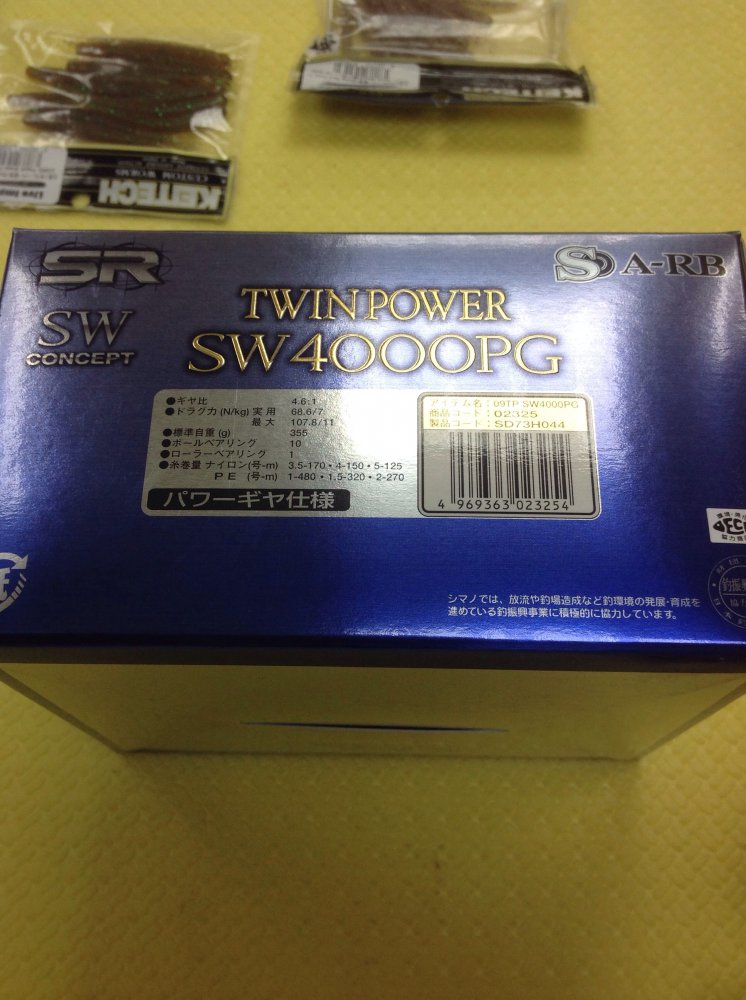 KEITECH
KEITECH
CUSTOM WORMS
SR
SW
CONCEPT
TWINPOWER
SW4000PG
S A-RB
●ギヤ比 4.6:1
●ドラグ力(N/kg) 実用 68.6/7
最大 107.8/11
●標準自重(g) 355
●ボールベアリング 10
●ローラーベアリング 1
●糸巻量 ナイロン(号-m) 3.5-170・4-150・5-125
PE (号-m) 1-480・1.5-320・2-270
パワーギヤ仕様
アイテム名:09TP SW4000PG
商品コード:02325
製品コード:SD73H044
4 969363 023254
シマノでは、放流や釣場造成など釣環境の発展・育成を
進めている釣振興事業に積極的に協力しています。